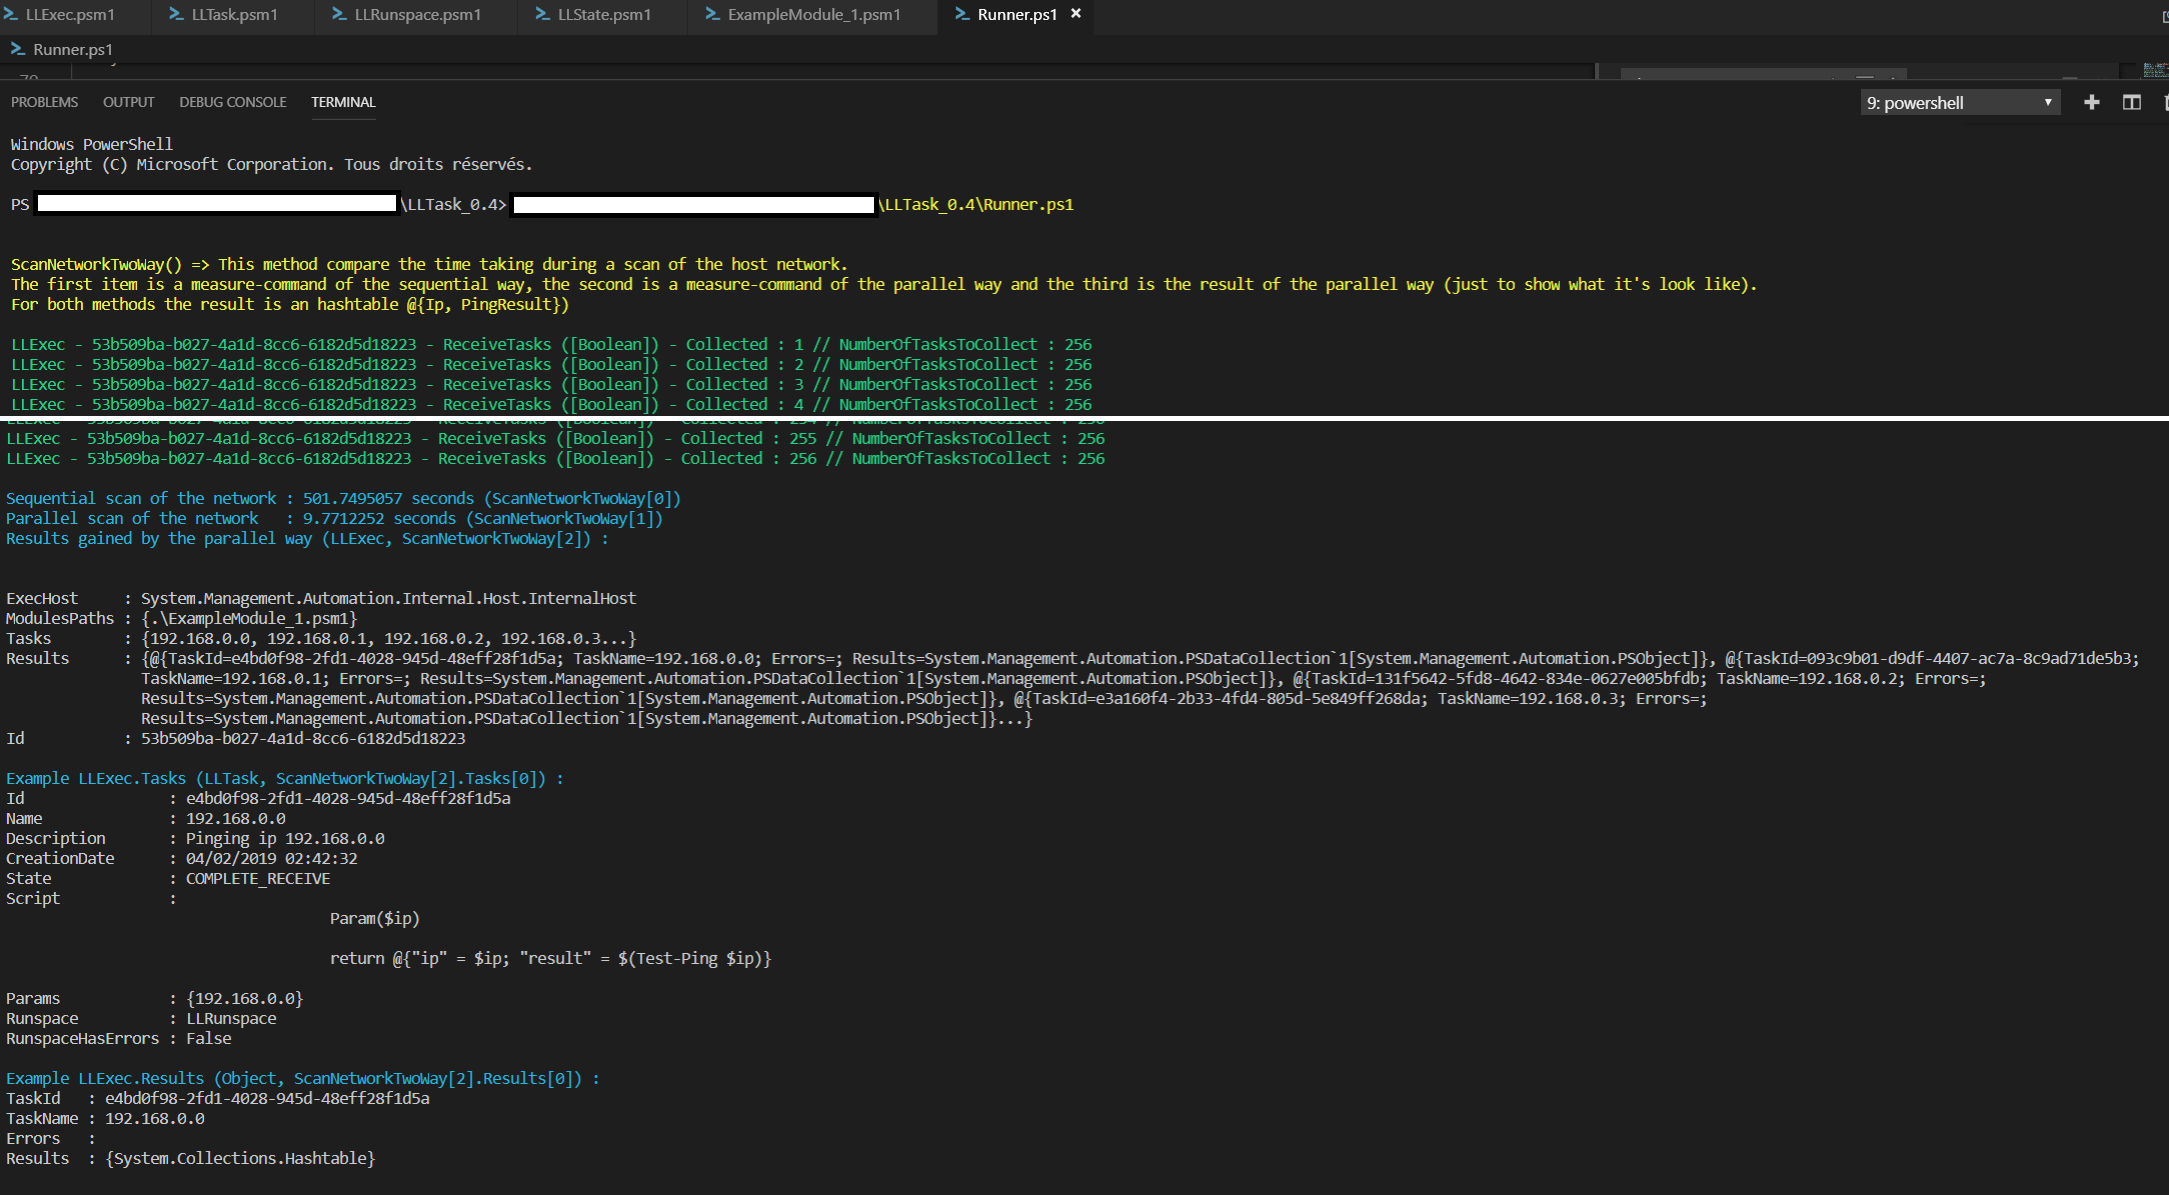 LLExec.psm1 LLTask.psm1 LLRunspace.psm1 LLState.psm1 ExampleModule_1.psm1 Runner.ps1
Runner.ps1
PROBLEMS OUTPUT DEBUG CONSOLE TERMINAL 9: powershell
Windows PowerShell
Copyright (C) Microsoft Corporation. Tous droits réservés.
PS \LLTask_0.4> \LLTask_0.4\Runner.ps1
ScanNetworkTwoWay() => This method compare the time taking during a scan of the host network.
The first item is a measure-command of the sequential way, the second is a measure-command of the parallel way and the third is the result of the parallel way (just to show what it's look like).
For both methods the result is an hashtable @{Ip, PingResult})
LLExec - 53b509ba-b027-4a1d-8cc6-6182d5d18223 - ReceiveTasks ([Boolean]) - Collected : 1 // NumberOfTasksToCollect : 256
LLExec - 53b509ba-b027-4a1d-8cc6-6182d5d18223 - ReceiveTasks ([Boolean]) - Collected : 2 // NumberOfTasksToCollect : 256
LLExec - 53b509ba-b027-4a1d-8cc6-6182d5d18223 - ReceiveTasks ([Boolean]) - Collected : 3 // NumberOfTasksToCollect : 256
LLExec - 53b509ba-b027-4a1d-8cc6-6182d5d18223 - ReceiveTasks ([Boolean]) - Collected : 4 // NumberOfTasksToCollect : 256
LLExec - 53b509ba-b027-4a1d-8cc6-6182d5d18223 - ReceiveTasks ([Boolean]) - Collected : 255 // NumberOfTasksToCollect : 256
LLExec - 53b509ba-b027-4a1d-8cc6-6182d5d18223 - ReceiveTasks ([Boolean]) - Collected : 256 // NumberOfTasksToCollect : 256
Sequential scan of the network : 501.7495057 seconds (ScanNetworkTwoWay[0])
Parallel scan of the network : 9.7712252 seconds (ScanNetworkTwoWay[1])
Results gained by the parallel way (LLExec, ScanNetworkTwoWay[2]) :
ExecHost : System.Management.Automation.Internal.Host.InternalHost
ModulesPaths : {.\ExampleModule_1.psm1}
Tasks : {192.168.0.0, 192.168.0.1, 192.168.0.2, 192.168.0.3...}
Results : {@{TaskId=e4bd0f98-2fd1-4028-945d-48eff28f1d5a; TaskName=192.168.0.0; Errors=; Results=System.Management.Automation.PSDataCollection`1[System.Management.Automation.PSObject]}, @{TaskId=093c9b01-d9df-4407-ac7a-8c9ad71de5b3;
TaskName=192.168.0.1; Errors=; Results=System.Management.Automation.PSDataCollection`1[System.Management.Automation.PSObject]}, @{TaskId=131f5642-5fd8-4642-834e-0627e005bfdb; TaskName=192.168.0.2; Errors=;
Results=System.Management.Automation.PSDataCollection`1[System.Management.Automation.PSObject]}, @{TaskId=e3a160f4-2b33-4fd4-805d-5e849ff268da; TaskName=192.168.0.3; Errors=;
Results=System.Management.Automation.PSDataCollection`1[System.Management.Automation.PSObject]}...}
Id : 53b509ba-b027-4a1d-8cc6-6182d5d18223
Example LLExec.Tasks (LLTask, ScanNetworkTwoWay[2].Tasks[0]) :
Id : e4bd0f98-2fd1-4028-945d-48eff28f1d5a
Name : 192.168.0.0
Description : Pinging ip 192.168.0.0
CreationDate : 04/02/2019 02:42:32
State : COMPLETE_RECEIVE
Script :
Param($ip)
return @{"ip" = $ip; "result" = $(Test-Ping $ip)}
Params : {192.168.0.0}
Runspace : LLRunspace
RunspaceHasErrors : False
Example LLExec.Results (Object, ScanNetworkTwoWay[2].Results[0]) :
TaskId : e4bd0f98-2fd1-4028-945d-48eff28f1d5a
TaskName : 192.168.0.0
Errors :
Results : {System.Collections.Hashtable}